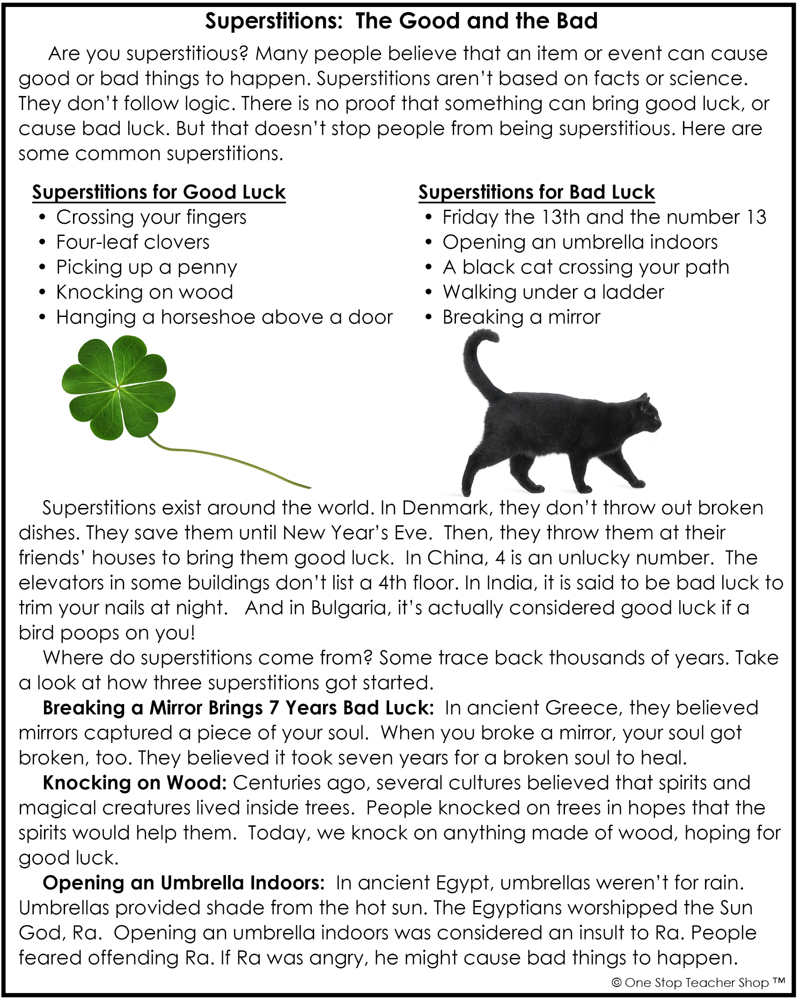 Superstitions: The Good and the Bad
Are you superstitious? Many people believe that an item or event can cause
good or bad things to happen. Superstitions aren't based on facts or science.
They don't follow logic. There is no proof that something can bring good luck, or
cause bad luck. But that doesn't stop people from being superstitious. Here are
some common superstitions.
Superstitions for Good Luck
• Crossing your fingers
• Four-leaf clovers
• Picking up a penny
• Knocking on wood
• Hanging a horseshoe above a door
Superstitions for Bad Luck
• Friday the 13th and the number 13
• Opening an umbrella indoors
• A black cat crossing your path
• Walking under a ladder
• Breaking a mirror
Superstitions exist around the world. In Denmark, they don't throw out broken
dishes. They save them until New Year's Eve. Then, they throw them at their
friends' houses to bring them good luck. In China, 4 is an unlucky number. The
elevators in some buildings don't list a 4th floor. In India, it is said to be bad luck to
trim your nails at night. And in Bulgaria, it's actually considered good luck if a
bird poops on you!
Where do superstitions come from? Some trace back thousands of years. Take
a look at how three superstitions got started.
Breaking a Mirror Brings 7 Years Bad Luck: In ancient Greece, they believed
mirrors captured a piece of your soul. When you broke a mirror, your soul got
broken, too. They believed it took seven years for a broken soul to heal.
Knocking on Wood: Centuries ago, several cultures believed that spirits and
magical creatures lived inside trees. People knocked on trees in hopes that the
spirits would help them. Today, we knock on anything made of wood, hoping for
good luck.
Opening an Umbrella Indoors: In ancient Egypt, umbrellas weren't for rain.
Umbrellas provided shade from the hot sun. The Egyptians worshipped the Sun
God, Ra. Opening an umbrella indoors was considered an insult to Ra. People
feared offending Ra. If Ra was angry, he might cause bad things to happen.
© One Stop Teacher Shop ™